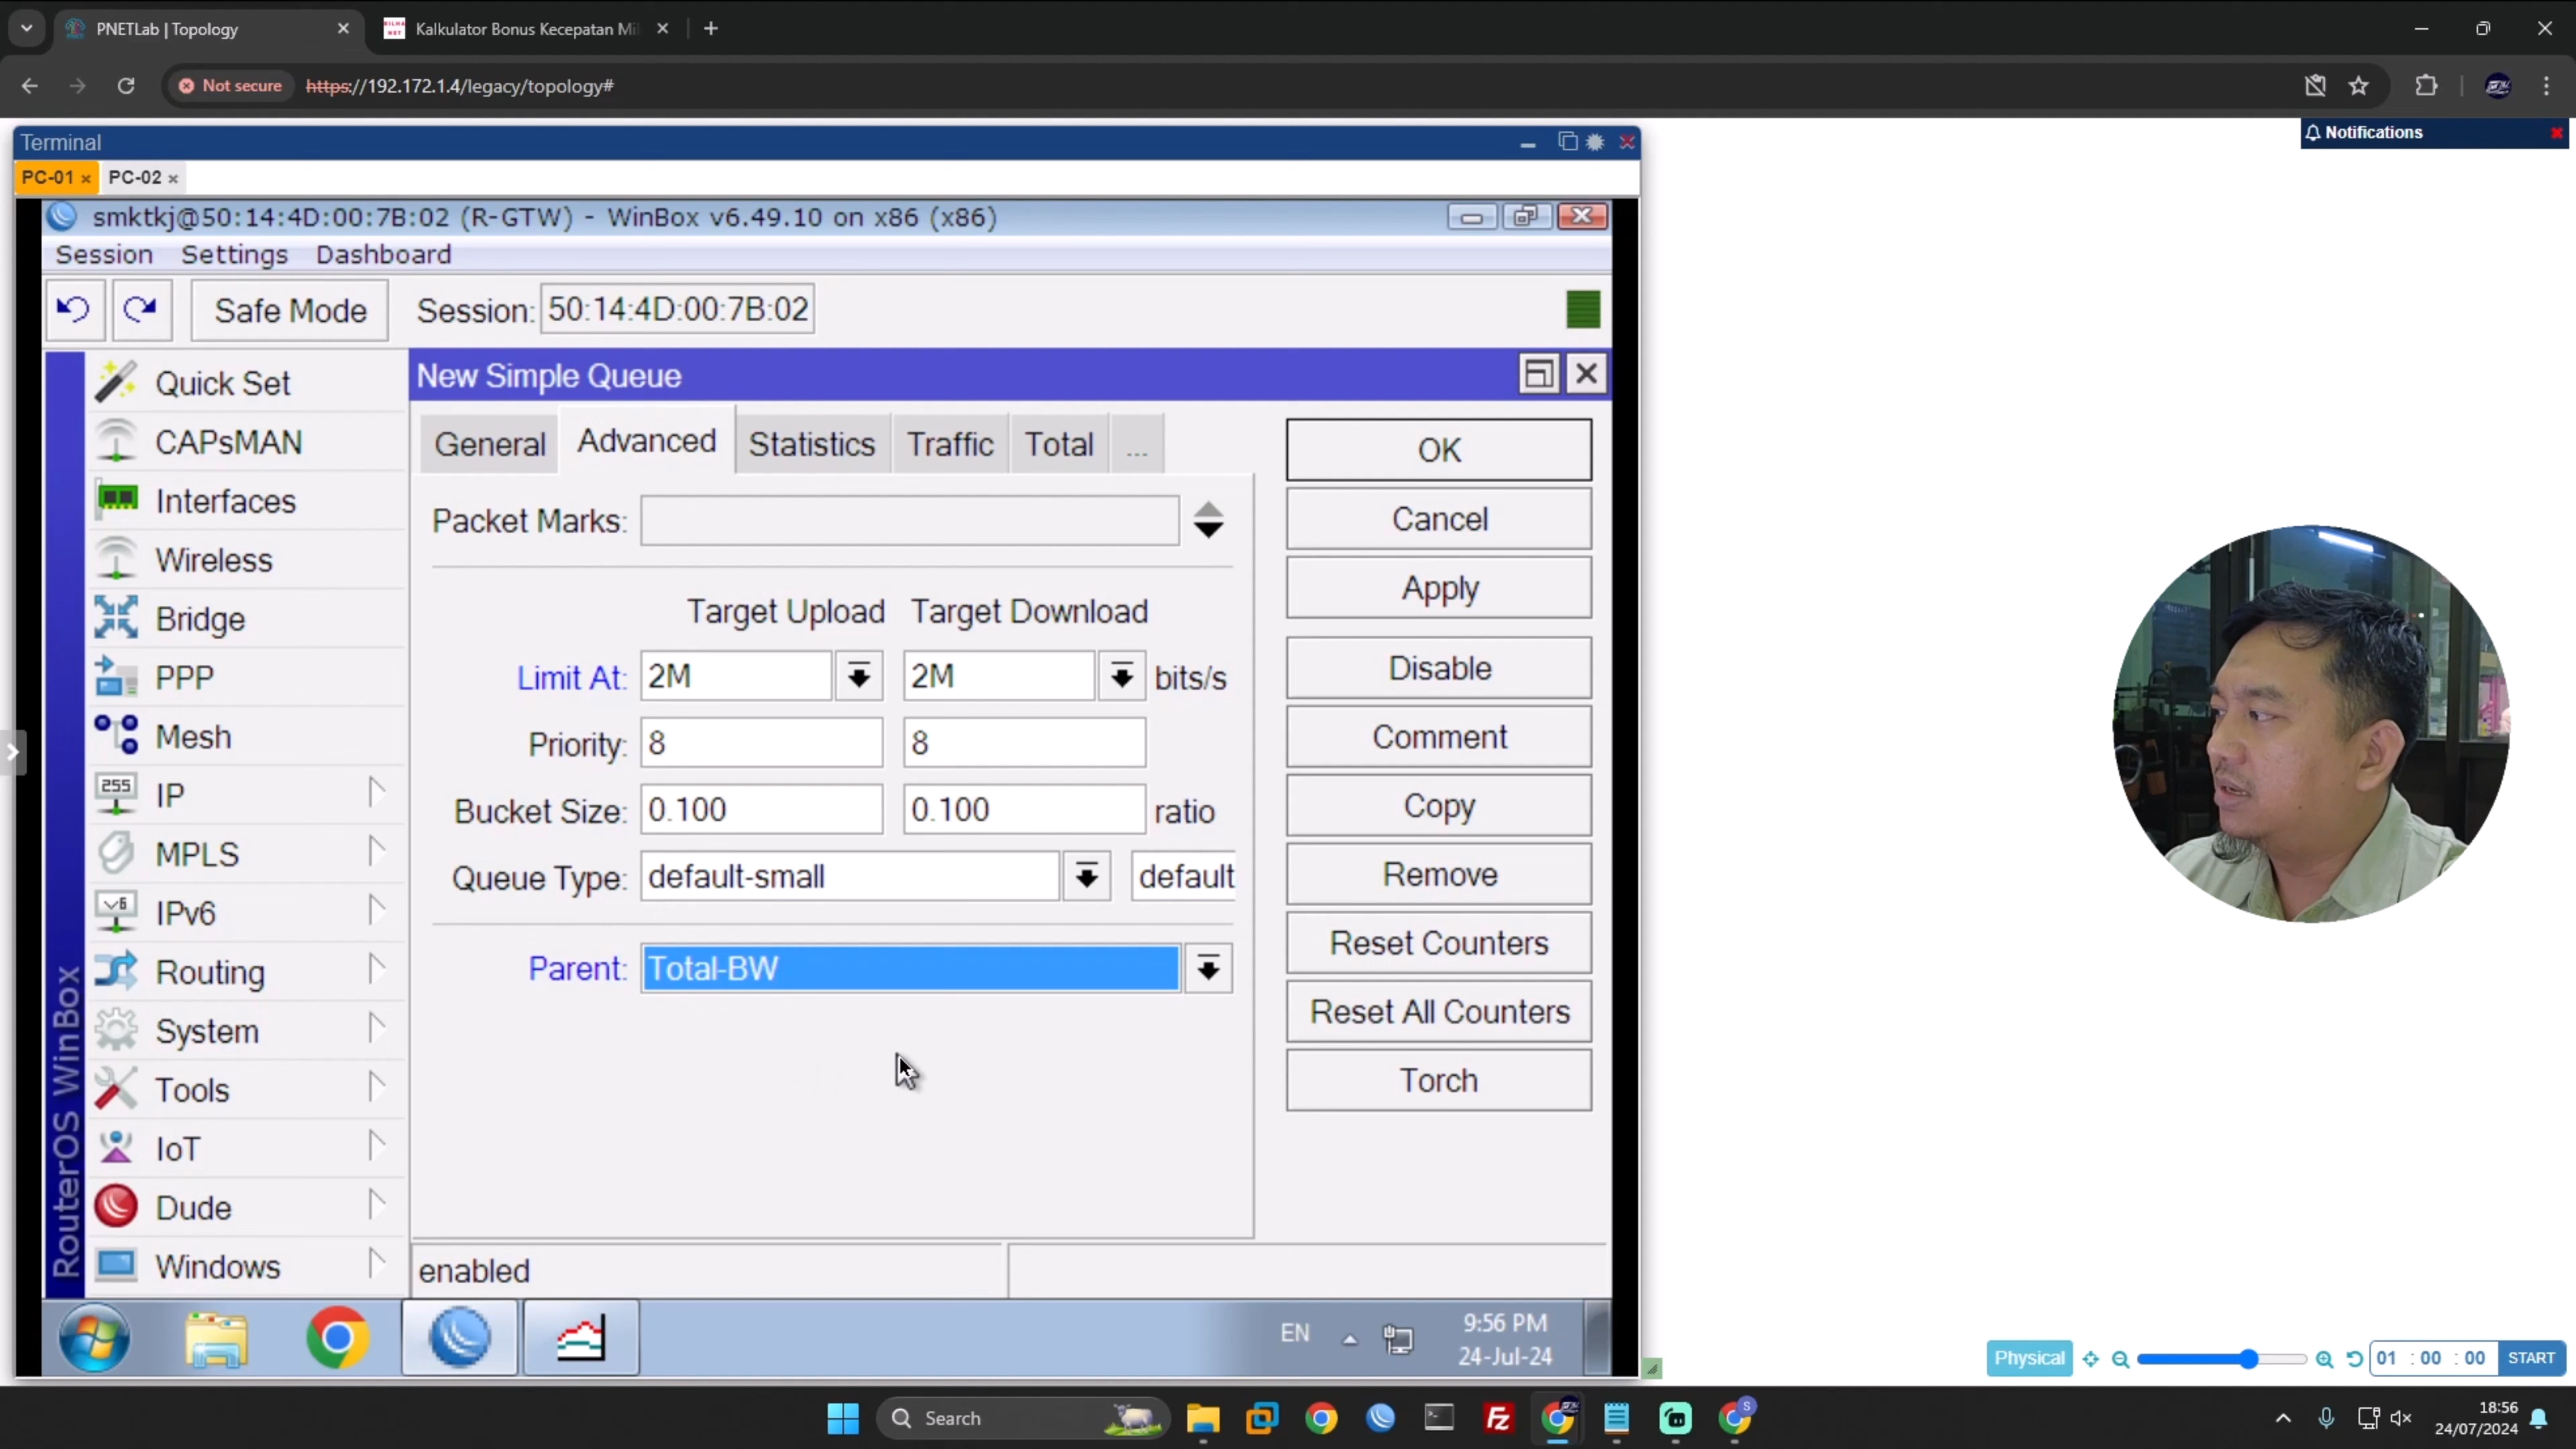 PNETLab | Topology
Kalkulator Bonus Kecepatan Mi
Not secure
https://192.172.1.4/legacy/topology#
Terminal
Notifications
PC-01
PC-02
smktkj@50:14:4D:00:7B:02 (R-GTW) - WinBox v6.49.10 on x86 (x86)
Session Settings Dashboard
Safe Mode
Session: 50:14:4D:00:7B:02
New Simple Queue
General Advanced Statistics Traffic Total ...
Packet Marks:
Target Upload Target Download
Limit At: 2M 2M bits/s
Priority: 8 8
Bucket Size: 0.100 0.100 ratio
Queue Type: default-small default
Parent: Total-BW
enabled
OK
Cancel
Apply
Disable
Comment
Copy
Remove
Reset Counters
Reset All Counters
Torch
Quick Set
CAPsMAN
Interfaces
Wireless
Bridge
PPP
Mesh
255
IP
MPLS
v6
IPv6
Routing
System
Tools
IoT
Dude
Windows
RouterOS WinBox
EN
9:56 PM
24-Jul-24
Physical
01 : 00 : 00
START
Search
18:56
24/07/2024